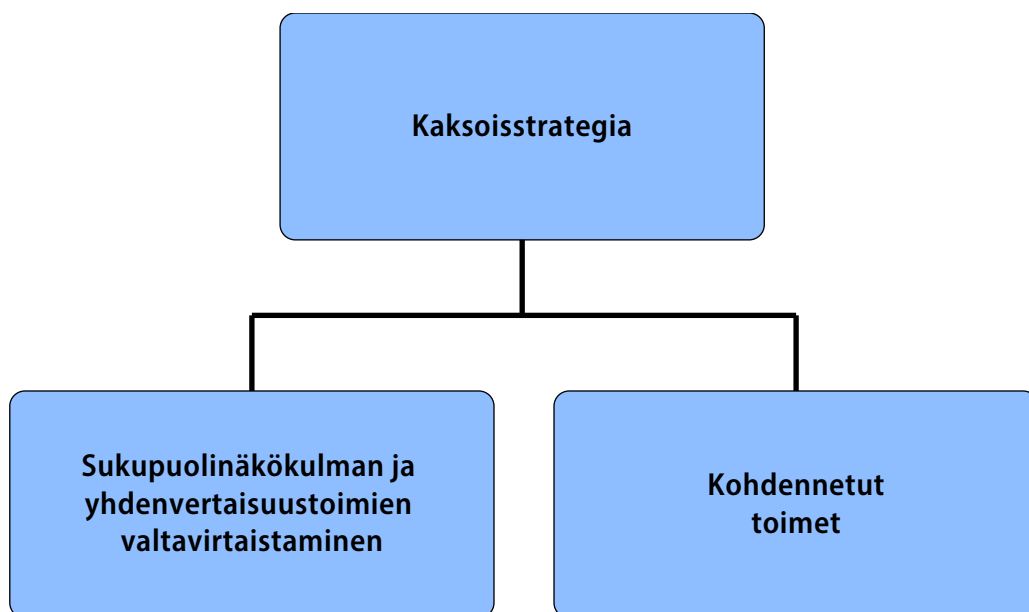 Kaksoisstrategia
Sukupuolinäkökulman ja
yhdenvertaisuustoimien
valtavirtaistaminen
Kohdennetut
toimet